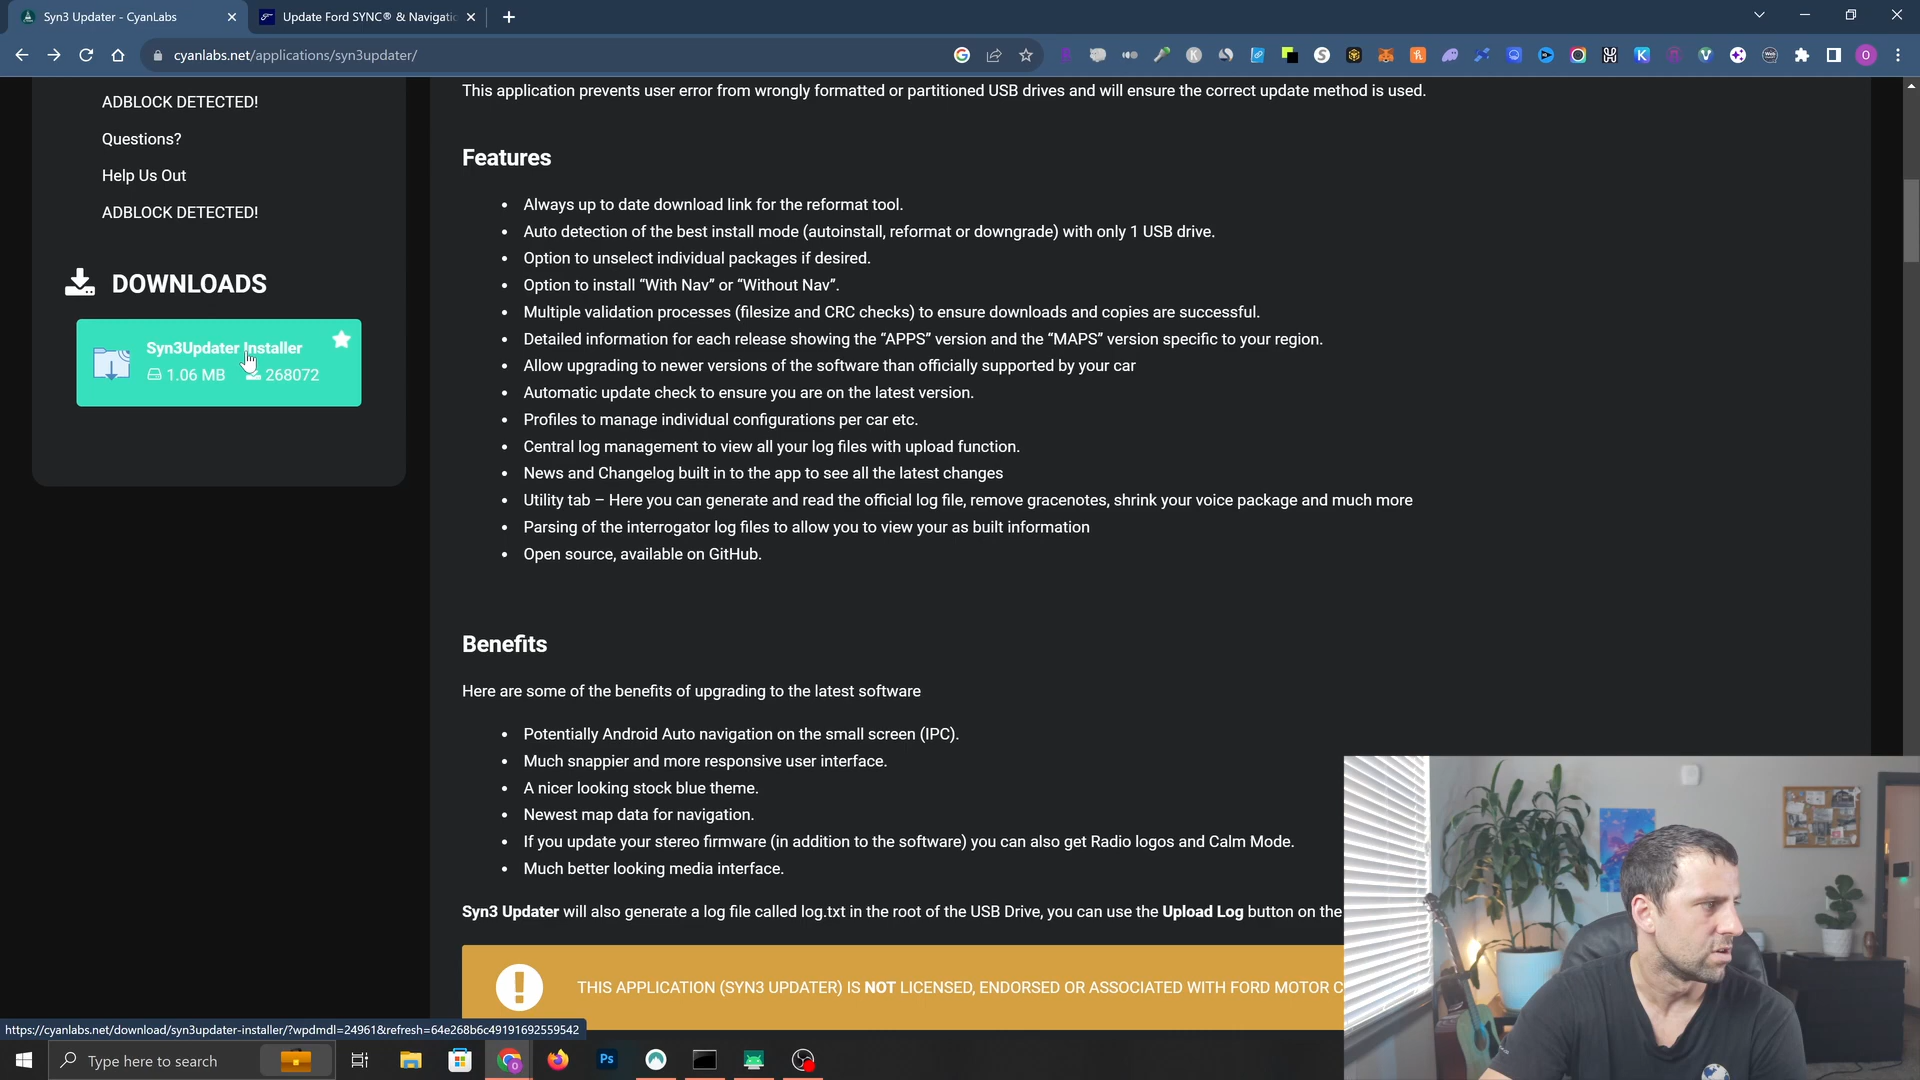 Syn3 Updater - CyanLabs
Update Ford SYNC® & Navigatio
cyanlabs.net/applications/syn3updater/
This application prevents user error from wrongly formatted or partitioned USB drives and will ensure the correct update method is used.
ADBLOCK DETECTED!
Questions?
Help Us Out
ADBLOCK DETECTED!
DOWNLOADS
Syn3Updater Installer
1.06 MB 268072
Features
• Always up to date download link for the reformat tool.
• Auto detection of the best install mode (autoinstall, reformat or downgrade) with only 1 USB drive.
• Option to unselect individual packages if desired.
• Option to install “With Nav” or “Without Nav”.
• Multiple validation processes (filesize and CRC checks) to ensure downloads and copies are successful.
• Detailed information for each release showing the “APPS” version and the “MAPS” version specific to your region.
• Allow upgrading to newer versions of the software than officially supported by your car
• Automatic update check to ensure you are on the latest version.
• Profiles to manage individual configurations per car etc.
• Central log management to view all your log files with upload function.
• News and Changelog built in to the app to see all the latest changes
• Utility tab – Here you can generate and read the official log file, remove gracenotes, shrink your voice package and much more
• Parsing of the interrogator log files to allow you to view your as built information
• Open source, available on GitHub.
Benefits
Here are some of the benefits of upgrading to the latest software
• Potentially Android Auto navigation on the small screen (IPC).
• Much snappier and more responsive user interface.
• A nicer looking stock blue theme.
• Newest map data for navigation.
• If you update your stereo firmware (in addition to the software) you can also get Radio logos and Calm Mode.
• Much better looking media interface.
Syn3 Updater will also generate a log file called log.txt in the root of the USB Drive, you can use the Upload Log button on the
THIS APPLICATION (SYN3 UPDATER) IS NOT LICENSED, ENDORSED OR ASSOCIATED WITH FORD MOTOR C
https://cyanlabs.net/download/syn3updater-installer/?wpdmdl=24961&refresh=64e268b6c49191692559542
Type here to search
Ps